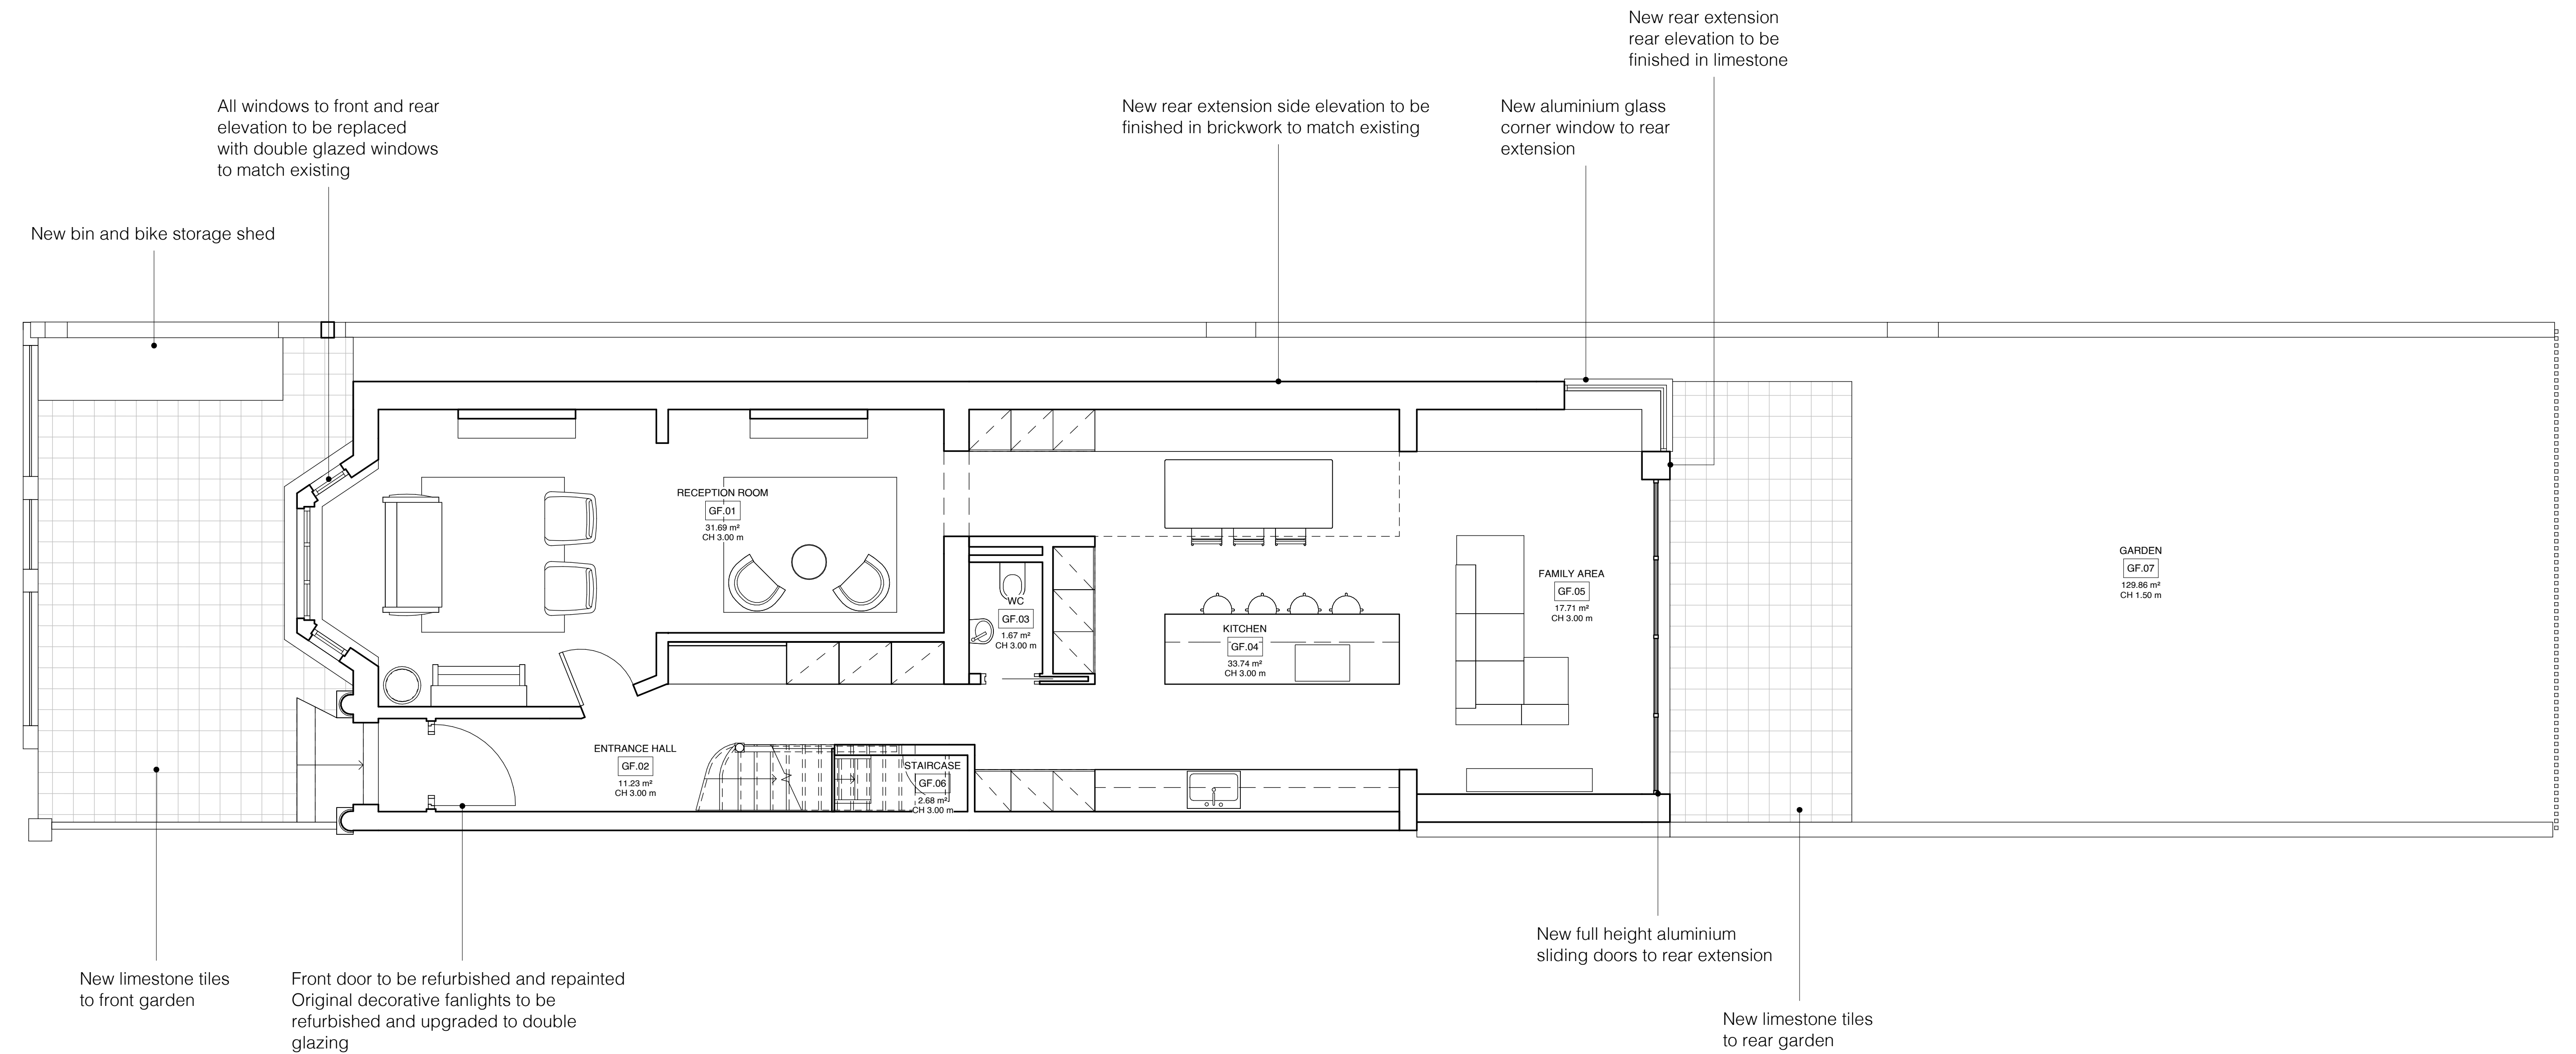 New rear extension
rear elevation to be
finished in limestone
All windows to front and rear
elevation to be replaced
with double glazed windows
to match existing
New rear extension side elevation to be
finished in brickwork to match existing
New aluminium glass
corner window to rear
extension
New bin and bike storage shed
RECEPTION ROOM
GF.01
31.69 m²
CH 3.00 m
WC
GF.03
1.67 m²
CH 3.00 m
KITCHEN
GF.04
33.74 m²
CH 3.00 m
FAMILY AREA
GF.05
17.71 m²
CH 3.00 m
GARDEN
GF.07
129.86 m²
CH 1.50 m
ENTRANCE HALL
GF.02
11.23 m²
CH 3.00 m
STAIRCASE
GF.06
2.68 m²
CH 3.00 m
New limestone tiles
to front garden
Front door to be refurbished and repainted
Original decorative fanlights to be
refurbished and upgraded to double
glazing
New full height aluminium
sliding doors to rear extension
New limestone tiles
to rear garden